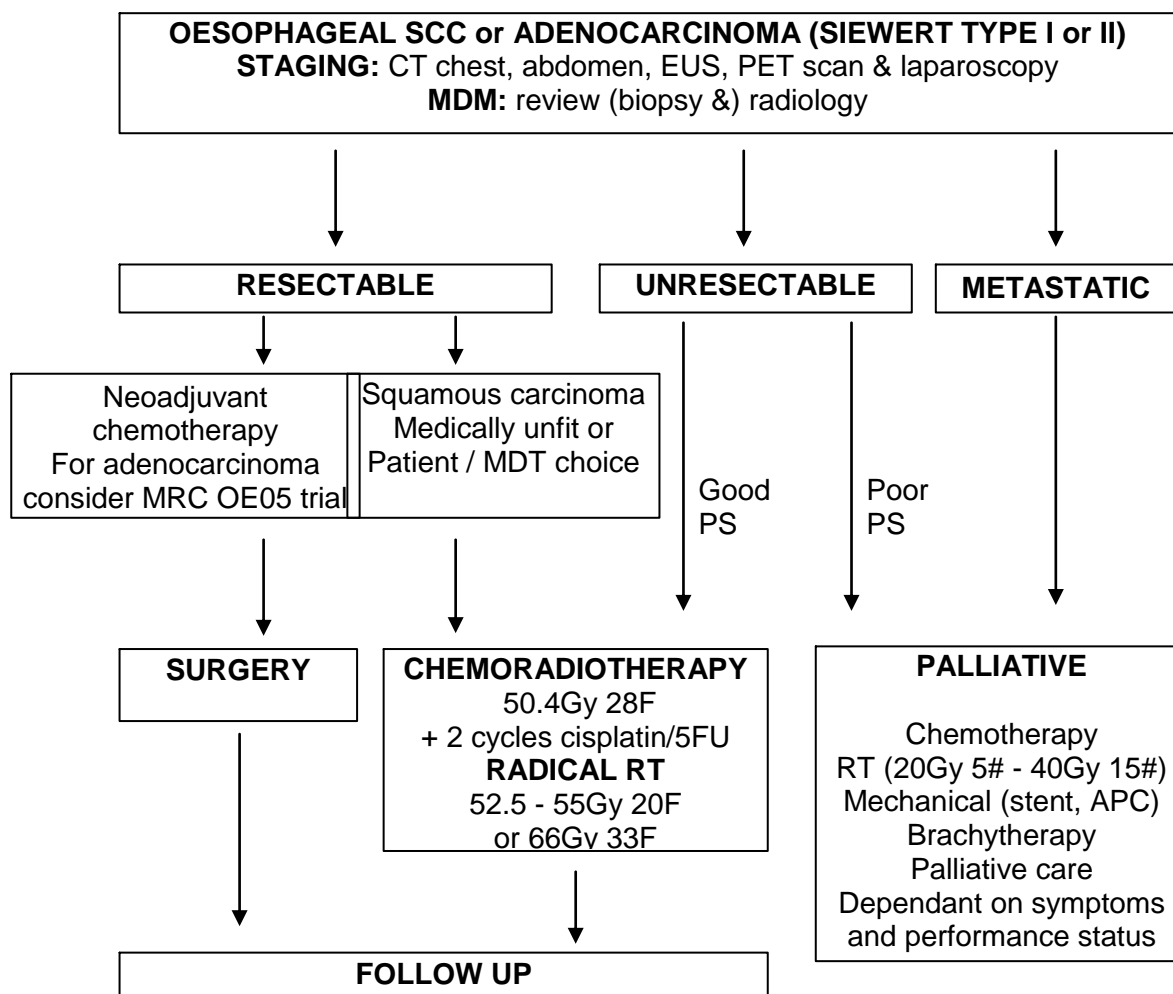 OESOPHAGEAL SCC or ADENOCARCINOMA (SIEWERT TYPE I or II)
STAGING: CT chest, abdomen, EUS, PET scan & laparoscopy
MDM: review (biopsy &) radiology
RESECTABLE
UNRESECTABLE
METASTATIC
Neoadjuvant
chemotherapy
For adenocarcinoma
consider MRC OE05 trial
Squamous carcinoma
Medically unfit or
Patient / MDT choice
Good
PS
Poor
PS
SURGERY
CHEMORADIOTHERAPY
50.4Gy 28F
+ 2 cycles cisplatin/5FU
RADICAL RT
52.5 - 55Gy 20F
or 66Gy 33F
PALLIATIVE
Chemotherapy
RT (20Gy 5# - 40Gy 15#)
Mechanical (stent, APC)
Brachytherapy
Palliative care
Dependant on symptoms
and performance status
FOLLOW UP